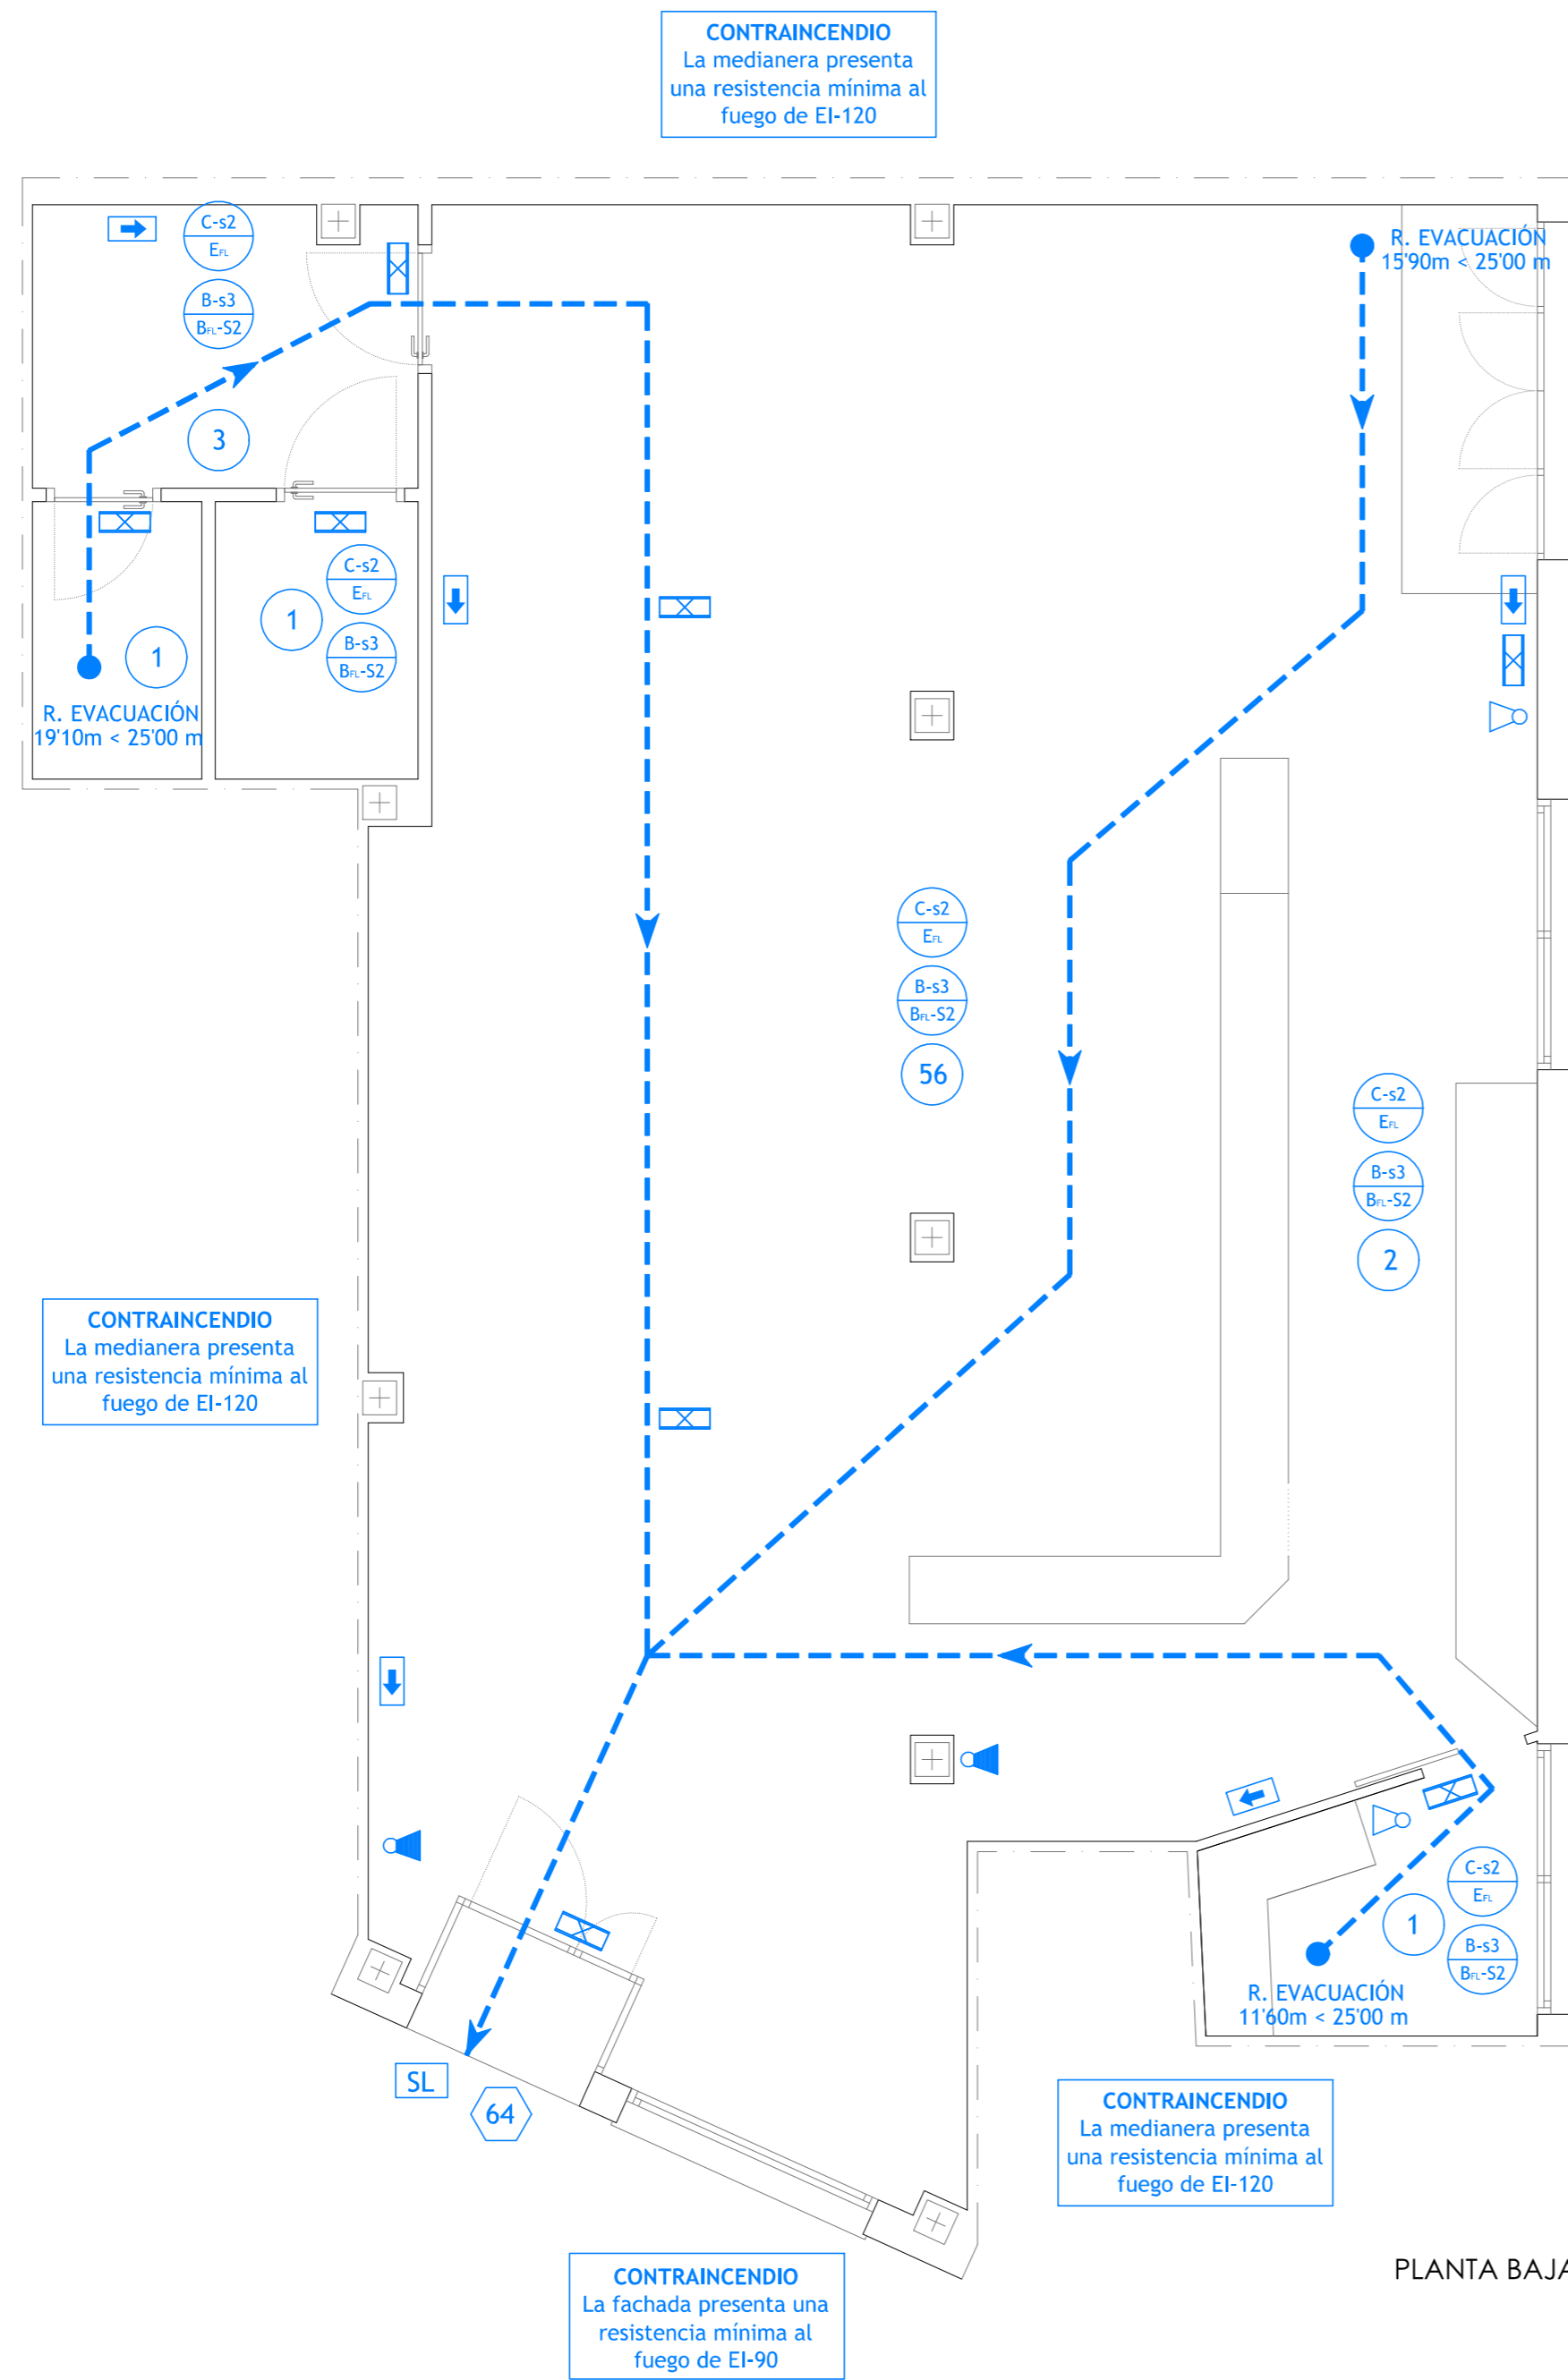 CONTRAINCENDIO
La medianera presenta
una resistencia mínima al
fuego de EI-120
C-s2
EFL
B-s3
BFL-S2
R. EVACUACIÓN
15'90m < 25'00 m
3
C-s2
EFL
B-s3
BFL-S2
1
1
R. EVACUACIÓN
19'10m < 25'00 m
C-s2
EFL
B-s3
BFL-S2
56
C-s2
EFL
B-s3
BFL-S2
2
CONTRAINCENDIO
La medianera presenta
una resistencia mínima al
fuego de EI-120
C-s2
EFL
1
B-s3
BFL-S2
R. EVACUACIÓN
11'60m < 25'00 m
SL
64
CONTRAINCENDIO
La medianera presenta
una resistencia mínima al
fuego de EI-120
PLANTA BAJA
CONTRAINCENDIO
La fachada presenta una
resistencia mínima al
fuego de EI-90